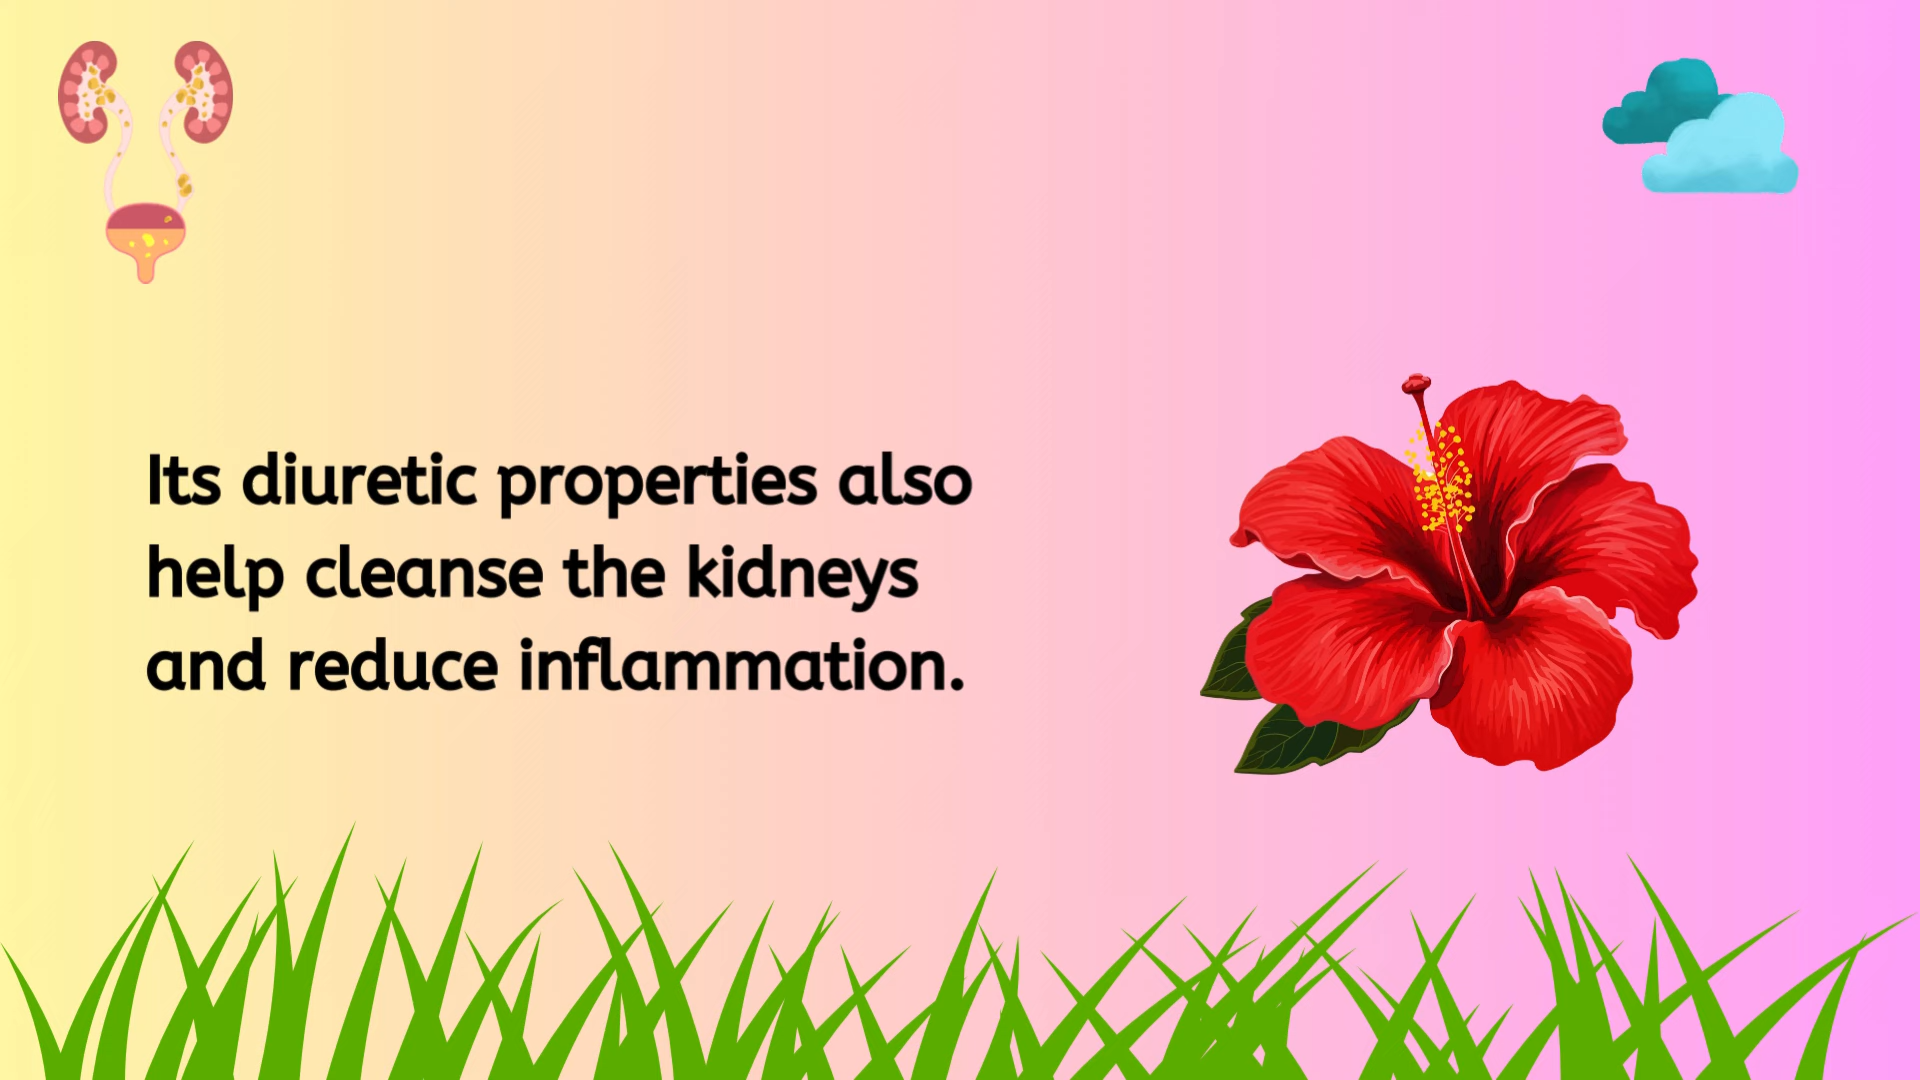 Its diuretic properties also
help cleanse the kidneys
and reduce inflammation.